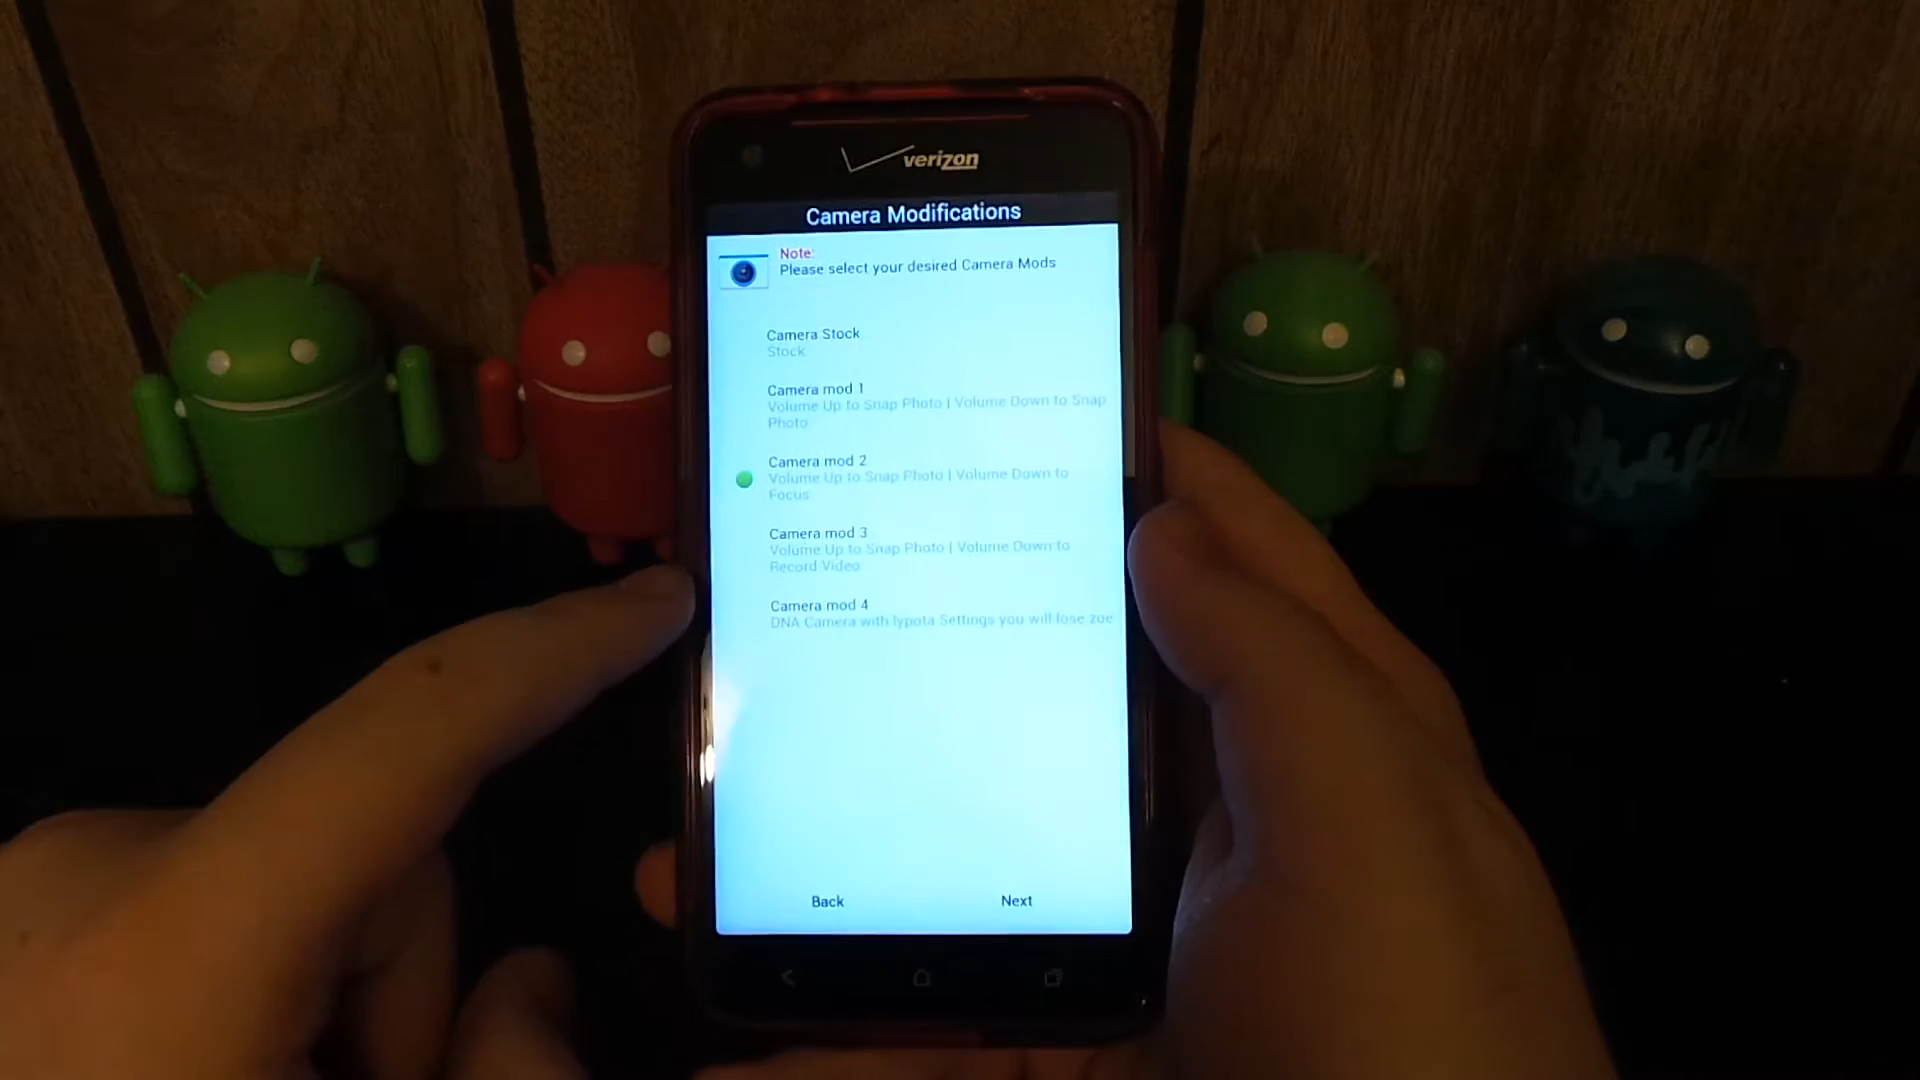 verizon
Camera Modifications
Note:
Please select your desired Camera Mods
Camera Stock
Stock
Camera mod 1
Volume Up to Snap Photo | Volume Down to Snap
Photo
Camera mod 2
Volume Up to Snap Photo | Volume Down to
Focus
Camera mod 3
Volume Up to Snap Photo | Volume Down to
Record Video
Camera mod 4
DNA Camera with lypota Settings you will lose zoe
Back
Next